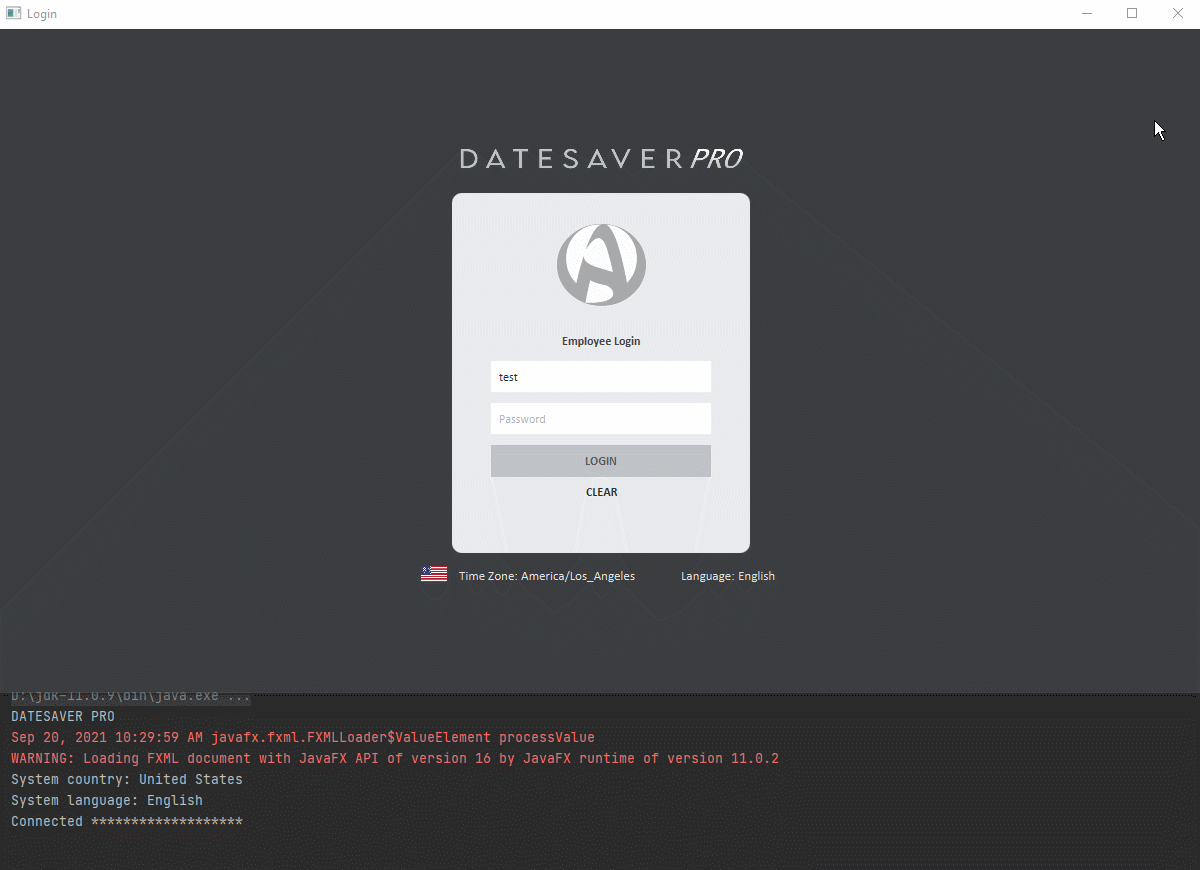 Login
DATESAVER PRO
Employee Login
test
Password
LOGIN
CLEAR
Time Zone: America/Los_Angeles Language: English
D:\jdk-11.0.9\bin\java.exe ...
DATESAVER PRO
Sep 20, 2021 10:29:59 AM javafx.fxml.FXMLLoader$ValueElement processValue
WARNING: Loading FXML document with JavaFX API of version 16 by JavaFX runtime of version 11.0.2
System country: United States
System language: English
Connected *******************